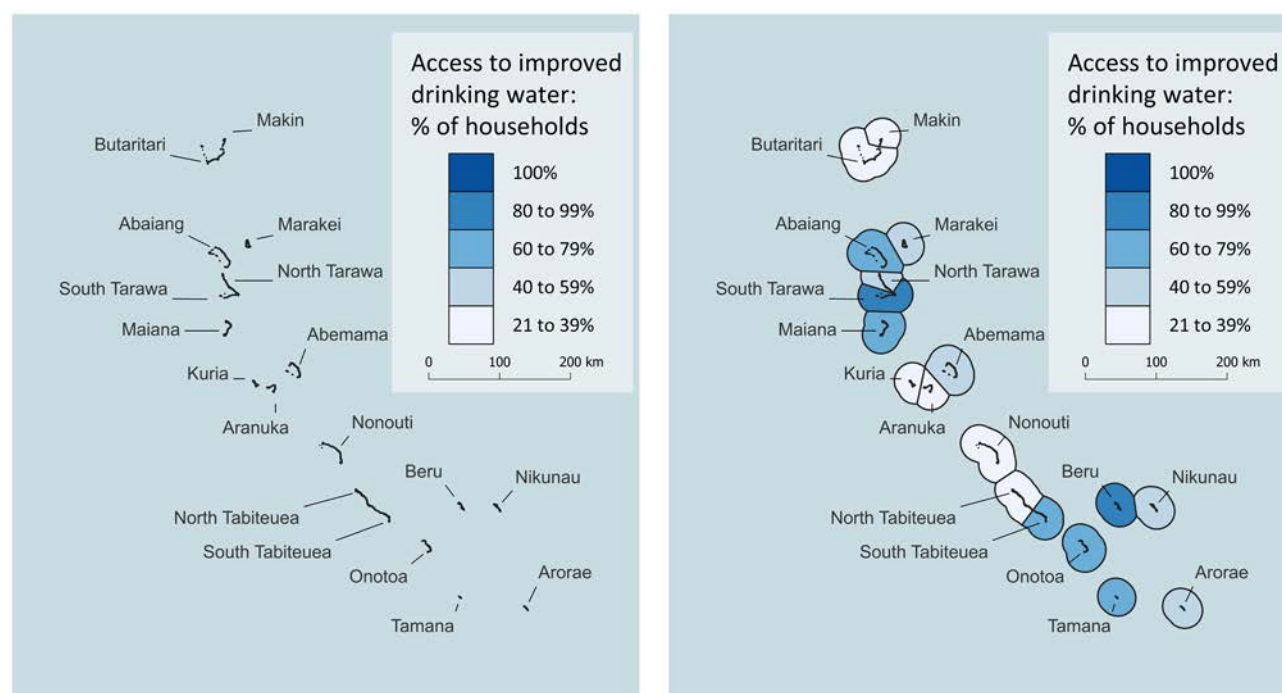 Access to improved
drinking water:
% of households
100%
80 to 99%
60 to 79%
40 to 59%
21 to 39%
0 100 200 km
Makin
Butaritari
Abaiang
Marakei
North Tarawa
South Tarawa
Maiana
Abemama
Kuria
Aranuka
Nonouti
Beru
Nikunau
North Tabiteuea
South Tabiteuea
Onotoa
Arorae
Tamana
Access to improved
drinking water:
% of households
100%
80 to 99%
60 to 79%
40 to 59%
21 to 39%
0 100 200 km
Makin
Butaritari
Abaiang
Marakei
North Tarawa
South Tarawa
Maiana
Abemama
Kuria
Aranuka
Nonouti
Beru
Nikunau
North Tabiteuea
South Tabiteuea
Onotoa
Arorae
Tamana